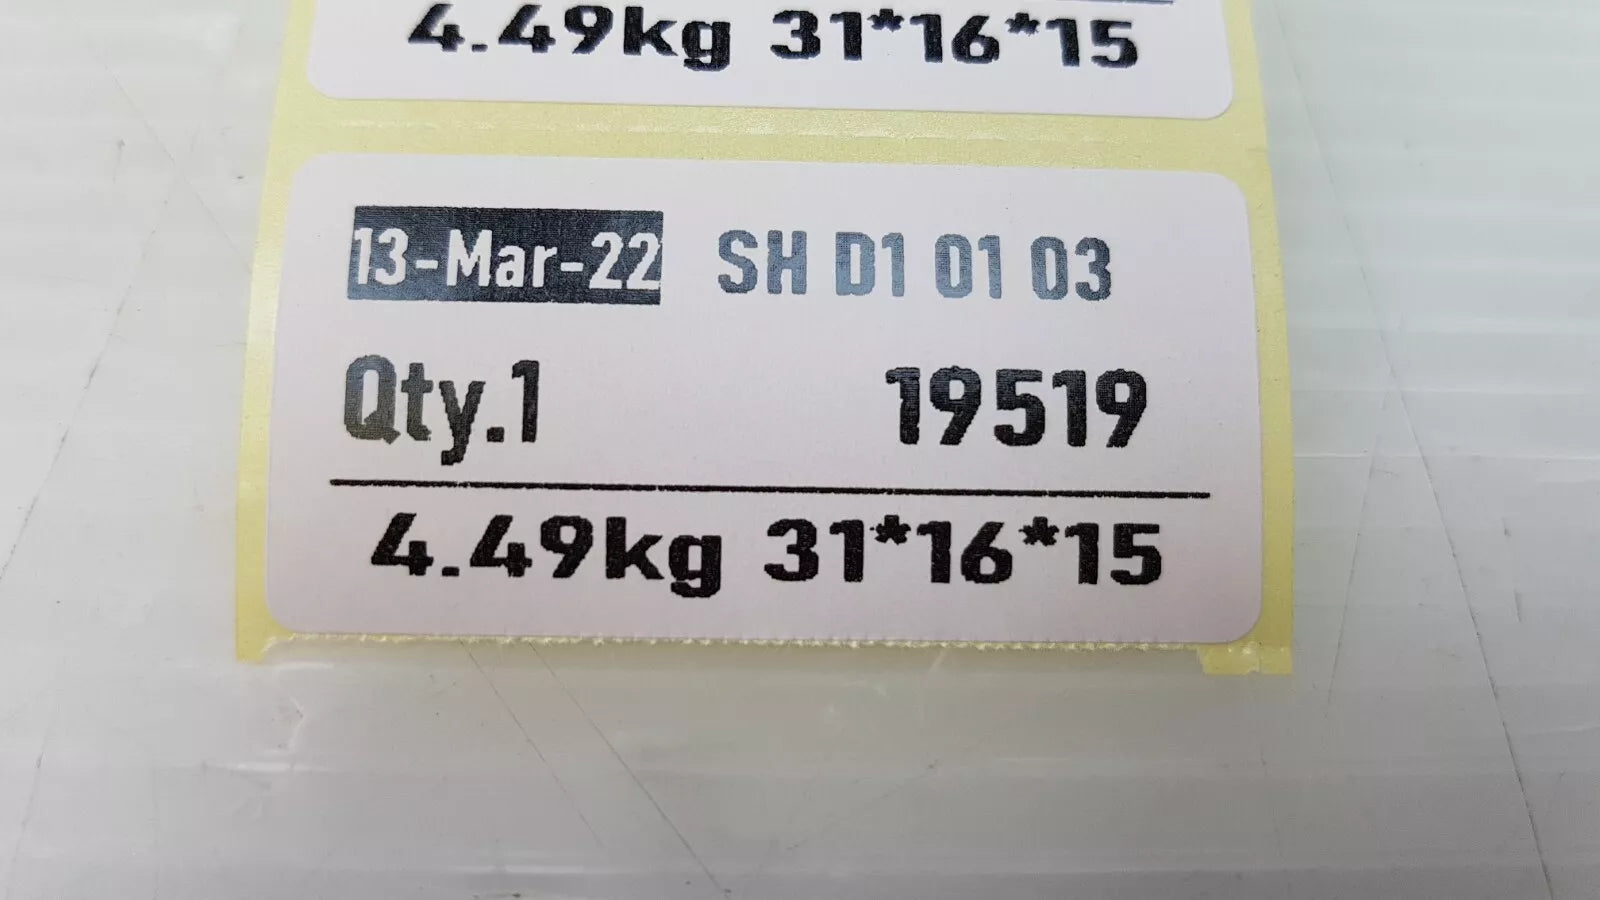 4.49kg 31*16*15
13-Mar-22 SH D1 01 03
Qty.1 19519
4.49kg 31*16*15